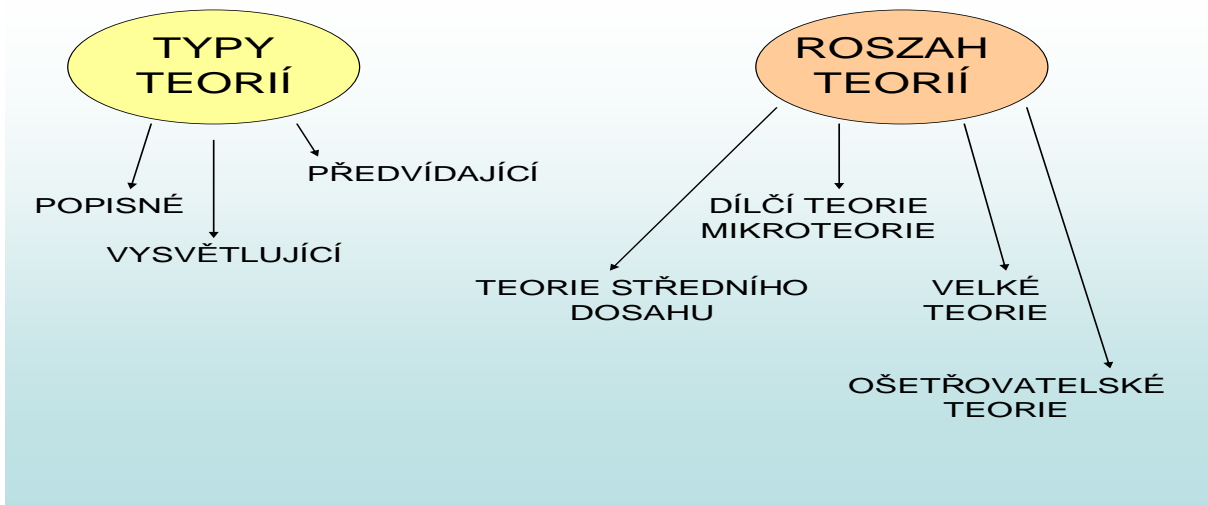 TYPY
TEORIÍ
PŘEDVÍDAJÍCÍ
POPISNÉ
VYSVĚTLUJÍCÍ
ROSZAH
TEORIÍ
DÍLČÍ TEORIE
MIKROTEORIE
TEORIE STŘEDNÍHO
DOSAHU
VELKÉ
TEORIE
OŠETŘOVATELSKÉ
TEORIE